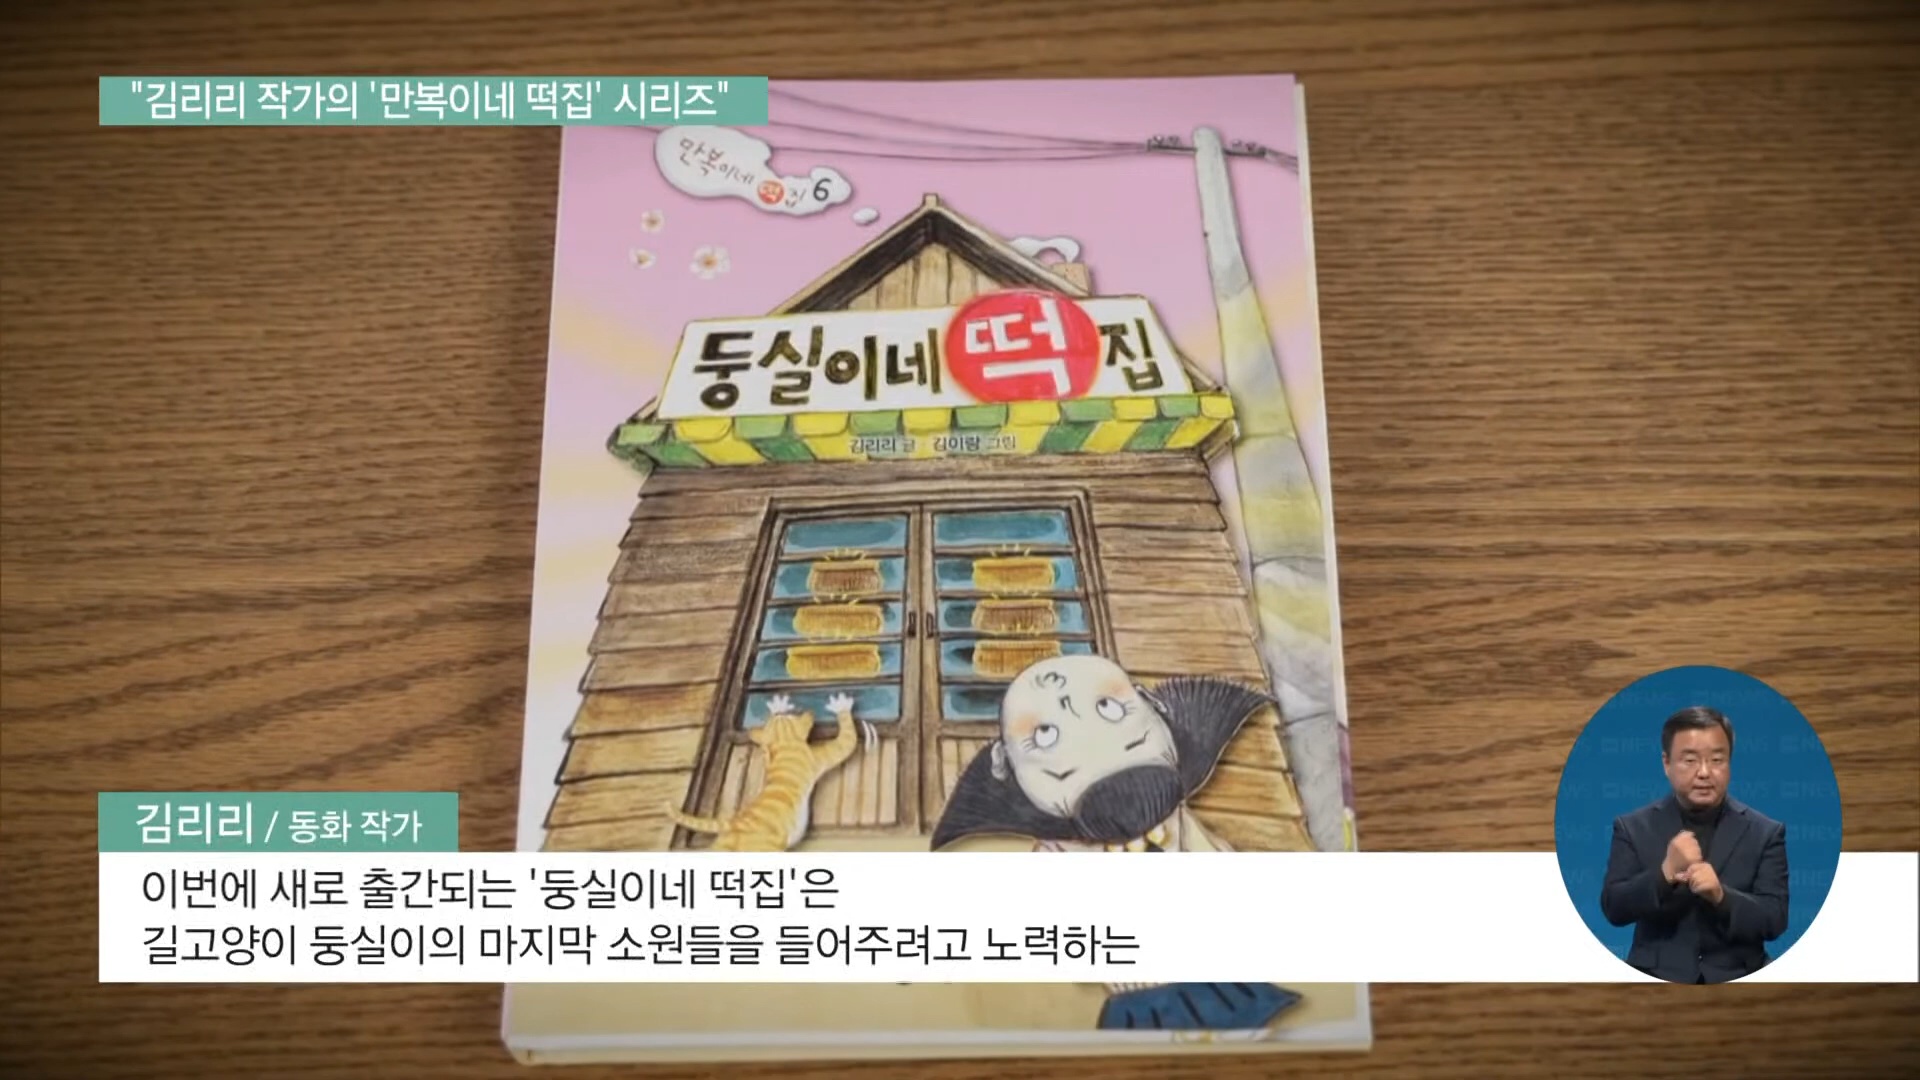 "김리리 작가의 '만복이네 떡집' 시리즈"
만복이네 떡집 6
둥실이네 떡집
김리리 글 · 김이랑 그림
김리리 / 동화 작가
이번에 새로 출간되는 '둥실이네 떡집'은
길고양이 둥실이의 마지막 소원들을 들어주려고 노력하는